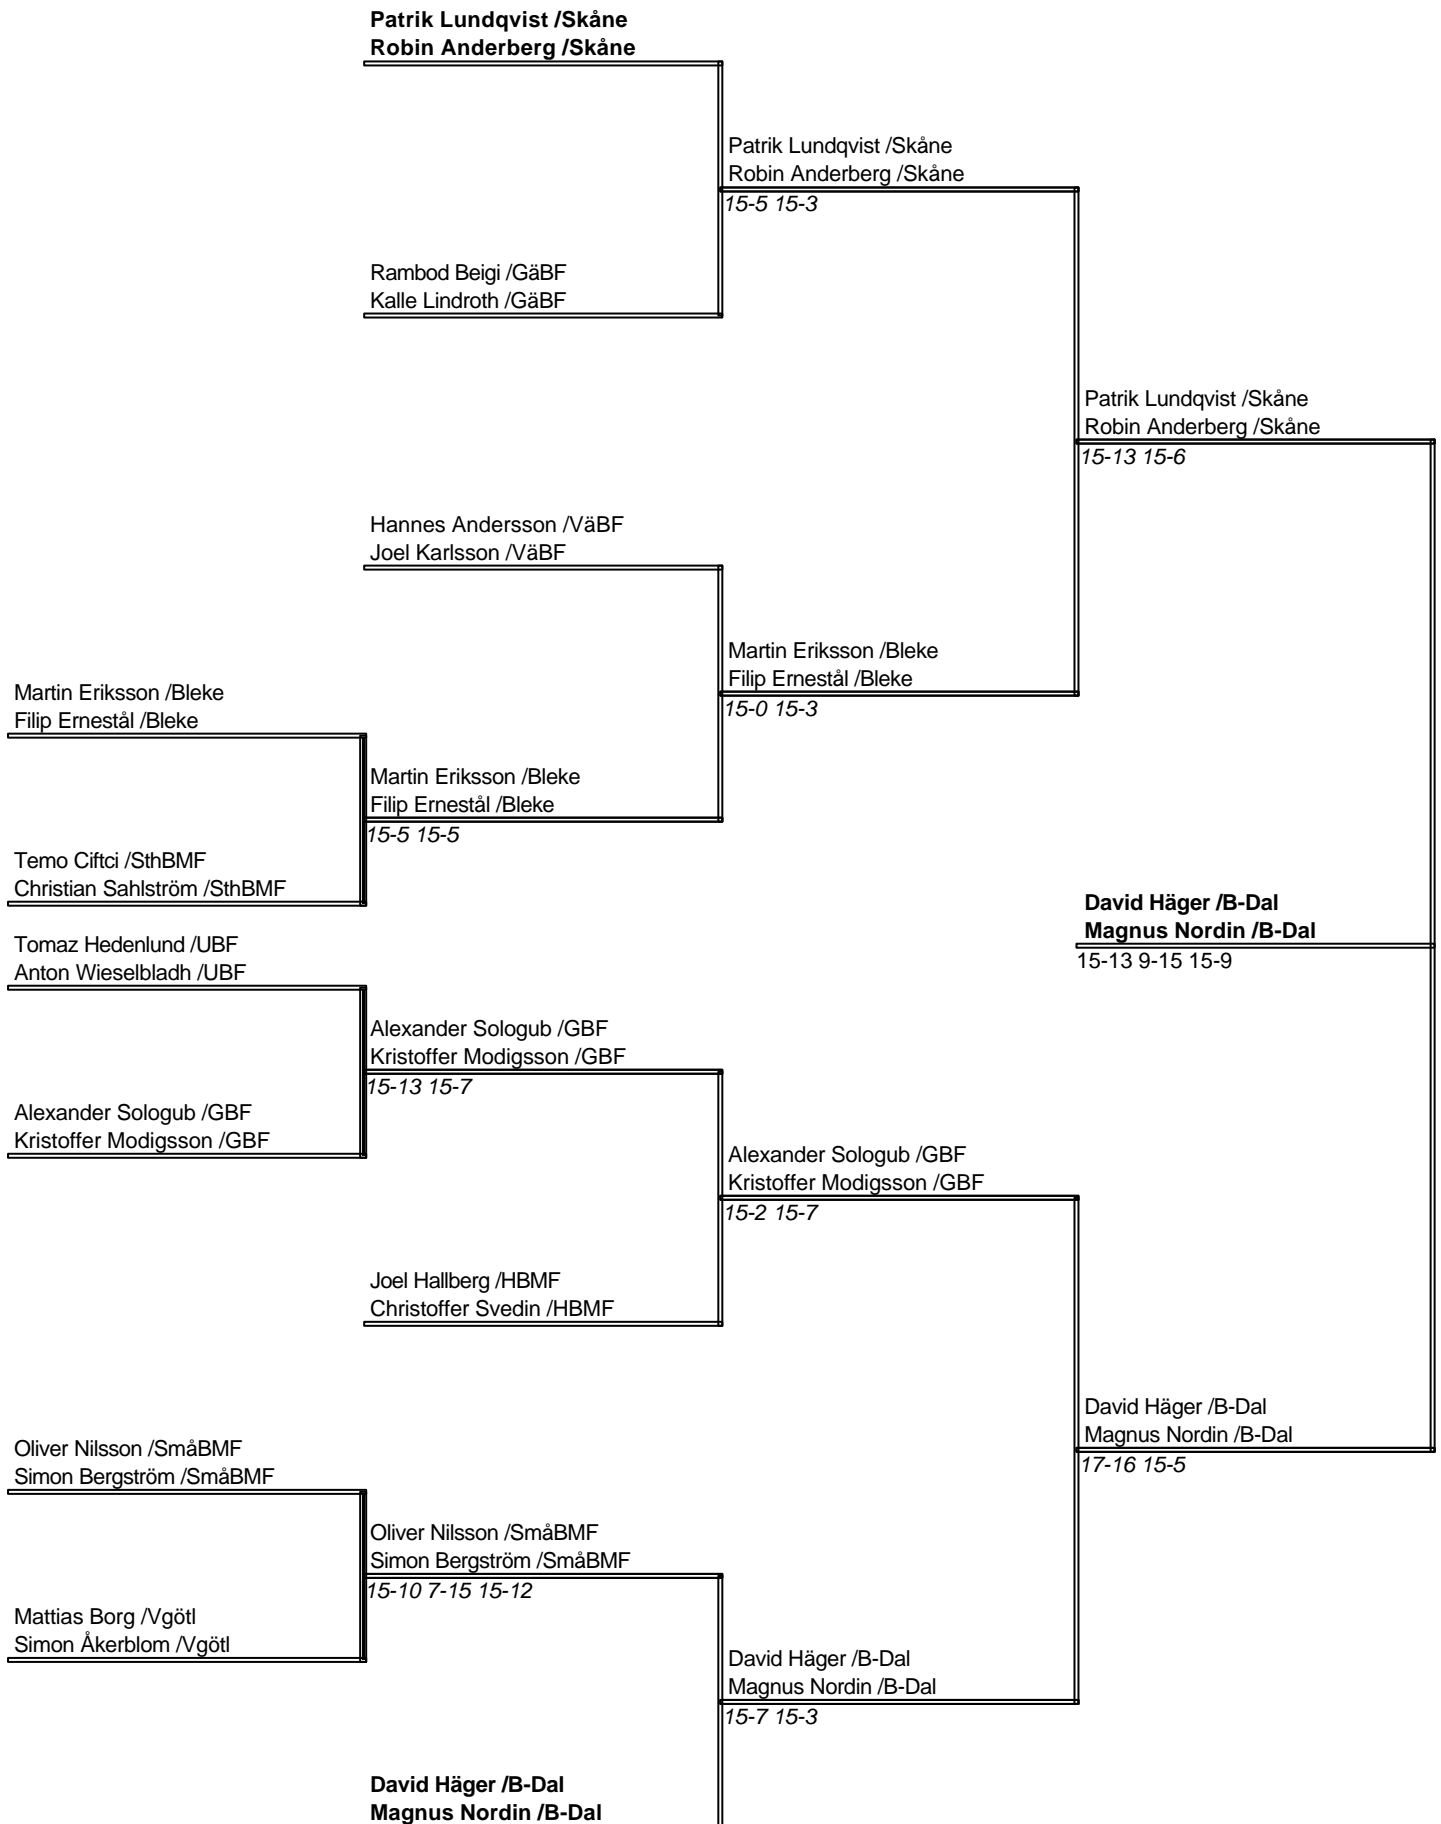 Patrik Lundqvist /Skåne
Robin Anderberg /Skåne
Patrik Lundqvist /Skåne
Robin Anderberg /Skåne
15-5 15-3
Rambod Beigi /GäBF
Kalle Lindroth /GäBF
Patrik Lundqvist /Skåne
Robin Anderberg /Skåne
15-13 15-6
Hannes Andersson /VäBF
Joel Karlsson /VäBF
Martin Eriksson /Bleke
Filip Ernestål /Bleke
15-0 15-3
Martin Eriksson /Bleke
Filip Ernestål /Bleke
Martin Eriksson /Bleke
Filip Ernestål /Bleke
15-5 15-5
Temo Ciftci /SthBMF
Christian Sahlström /SthBMF
David Häger /B-Dal
Magnus Nordin /B-Dal
15-13 9-15 15-9
Tomaz Hedenlund /UBF
Anton Wieselbladh /UBF
Alexander Sologub /GBF
Kristoffer Modigsson /GBF
15-13 15-7
Alexander Sologub /GBF
Kristoffer Modigsson /GBF
Alexander Sologub /GBF
Kristoffer Modigsson /GBF
15-2 15-7
Joel Hallberg /HBMF
Christoffer Svedin /HBMF
David Häger /B-Dal
Magnus Nordin /B-Dal
17-16 15-5
Oliver Nilsson /SmåBMF
Simon Bergström /SmåBMF
Oliver Nilsson /SmåBMF
Simon Bergström /SmåBMF
15-10 7-15 15-12
Mattias Borg /Vgötl
Simon Åkerblom /Vgötl
David Häger /B-Dal
Magnus Nordin /B-Dal
15-7 15-3
David Häger /B-Dal
Magnus Nordin /B-Dal